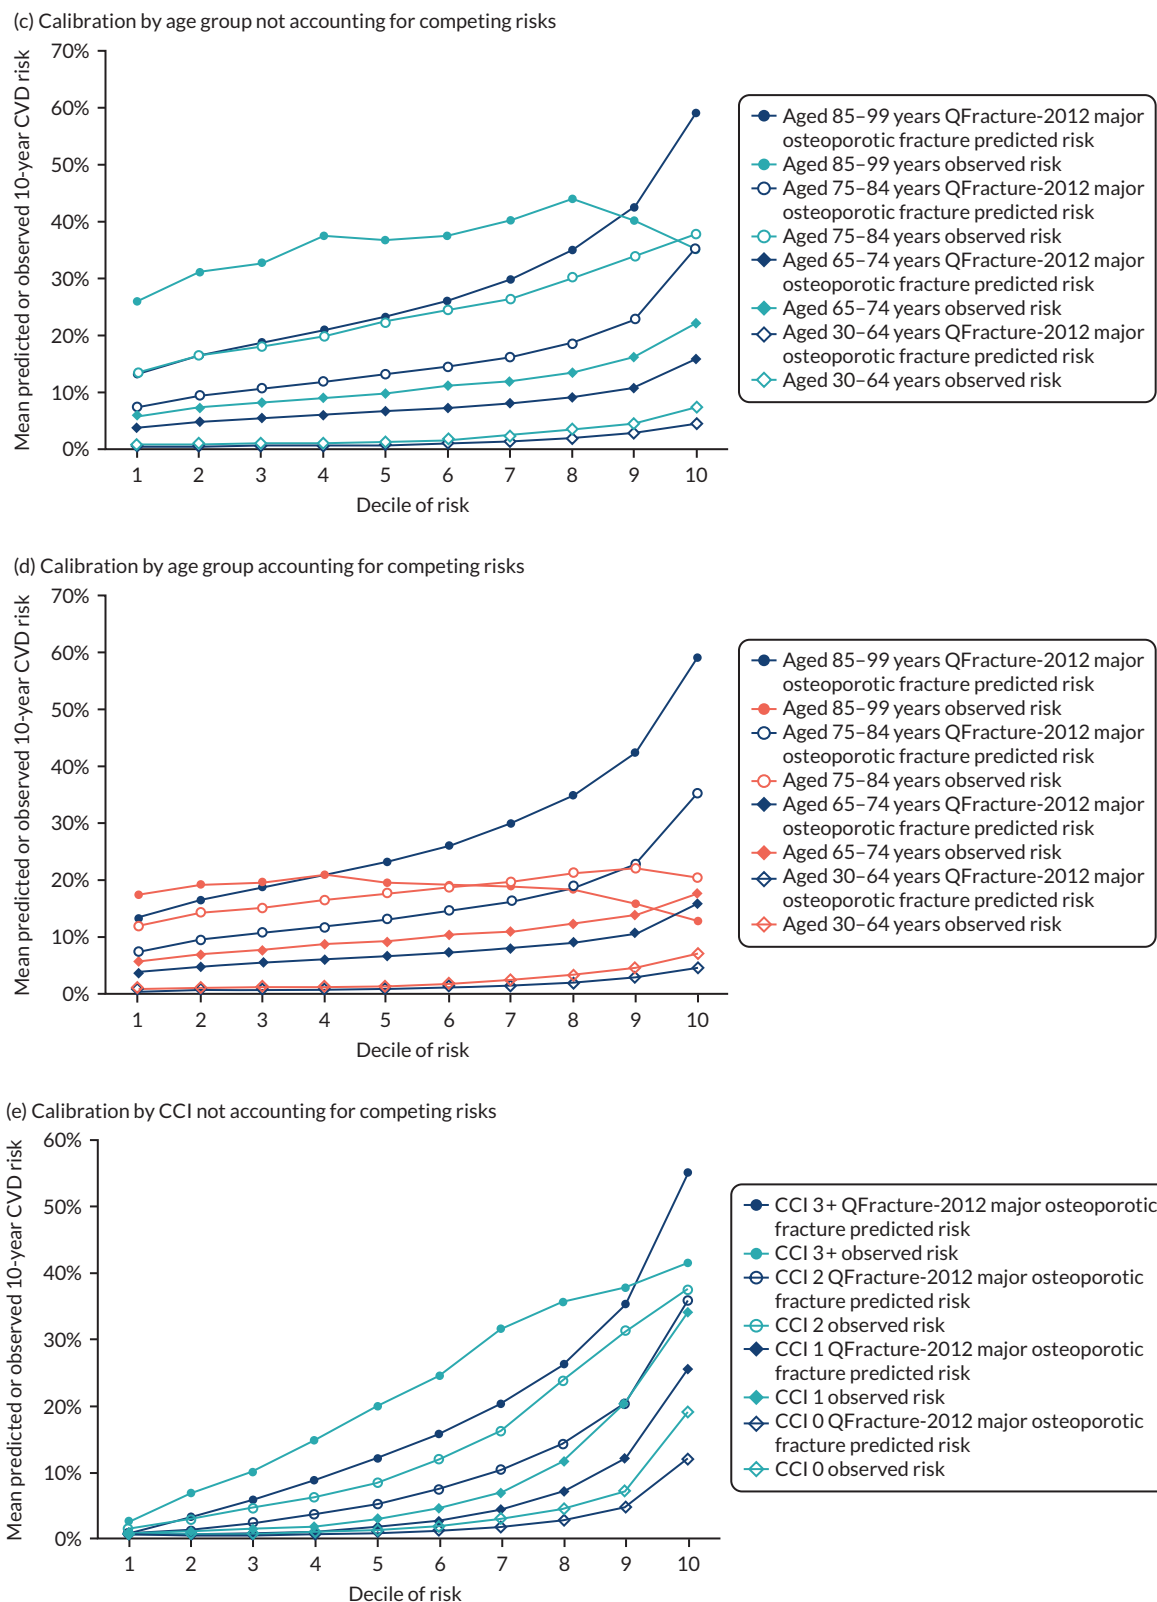 (c) Calibration by age group not accounting for competing risks
Mean predicted or observed 10-year CVD risk
70%
60%
50%
40%
30%
20%
10%
0%
1 2 3 4 5 6 7 8 9 10
Decile of risk
Aged 85–99 years QFracture-2012 major
osteoporotic fracture predicted risk
Aged 85–99 years observed risk
Aged 75–84 years QFracture-2012 major
osteoporotic fracture predicted risk
Aged 75–84 years observed risk
Aged 65–74 years QFracture-2012 major
osteoporotic fracture predicted risk
Aged 65–74 years observed risk
Aged 30–64 years QFracture-2012 major
osteoporotic fracture predicted risk
Aged 30–64 years observed risk
(d) Calibration by age group accounting for competing risks
Mean predicted or observed 10-year CVD risk
70%
60%
50%
40%
30%
20%
10%
0%
1 2 3 4 5 6 7 8 9 10
Decile of risk
Aged 85–99 years QFracture-2012 major
osteoporotic fracture predicted risk
Aged 85–99 years observed risk
Aged 75–84 years QFracture-2012 major
osteoporotic fracture predicted risk
Aged 75–84 years observed risk
Aged 65–74 years QFracture-2012 major
osteoporotic fracture predicted risk
Aged 65–74 years observed risk
Aged 30–64 years QFracture-2012 major
osteoporotic fracture predicted risk
Aged 30–64 years observed risk
(e) Calibration by CCI not accounting for competing risks
Mean predicted or observed 10-year CVD risk
60%
50%
40%
30%
20%
10%
0%
1 2 3 4 5 6 7 8 9 10
Decile of risk
CCI 3+ QFracture-2012 major osteoporotic
fracture predicted risk
CCI 3+ observed risk
CCI 2 QFracture-2012 major osteoporotic
fracture predicted risk
CCI 2 observed risk
CCI 1 QFracture-2012 major osteoporotic
fracture predicted risk
CCI 1 observed risk
CCI 0 QFracture-2012 major osteoporotic
fracture predicted risk
CCI 0 observed risk